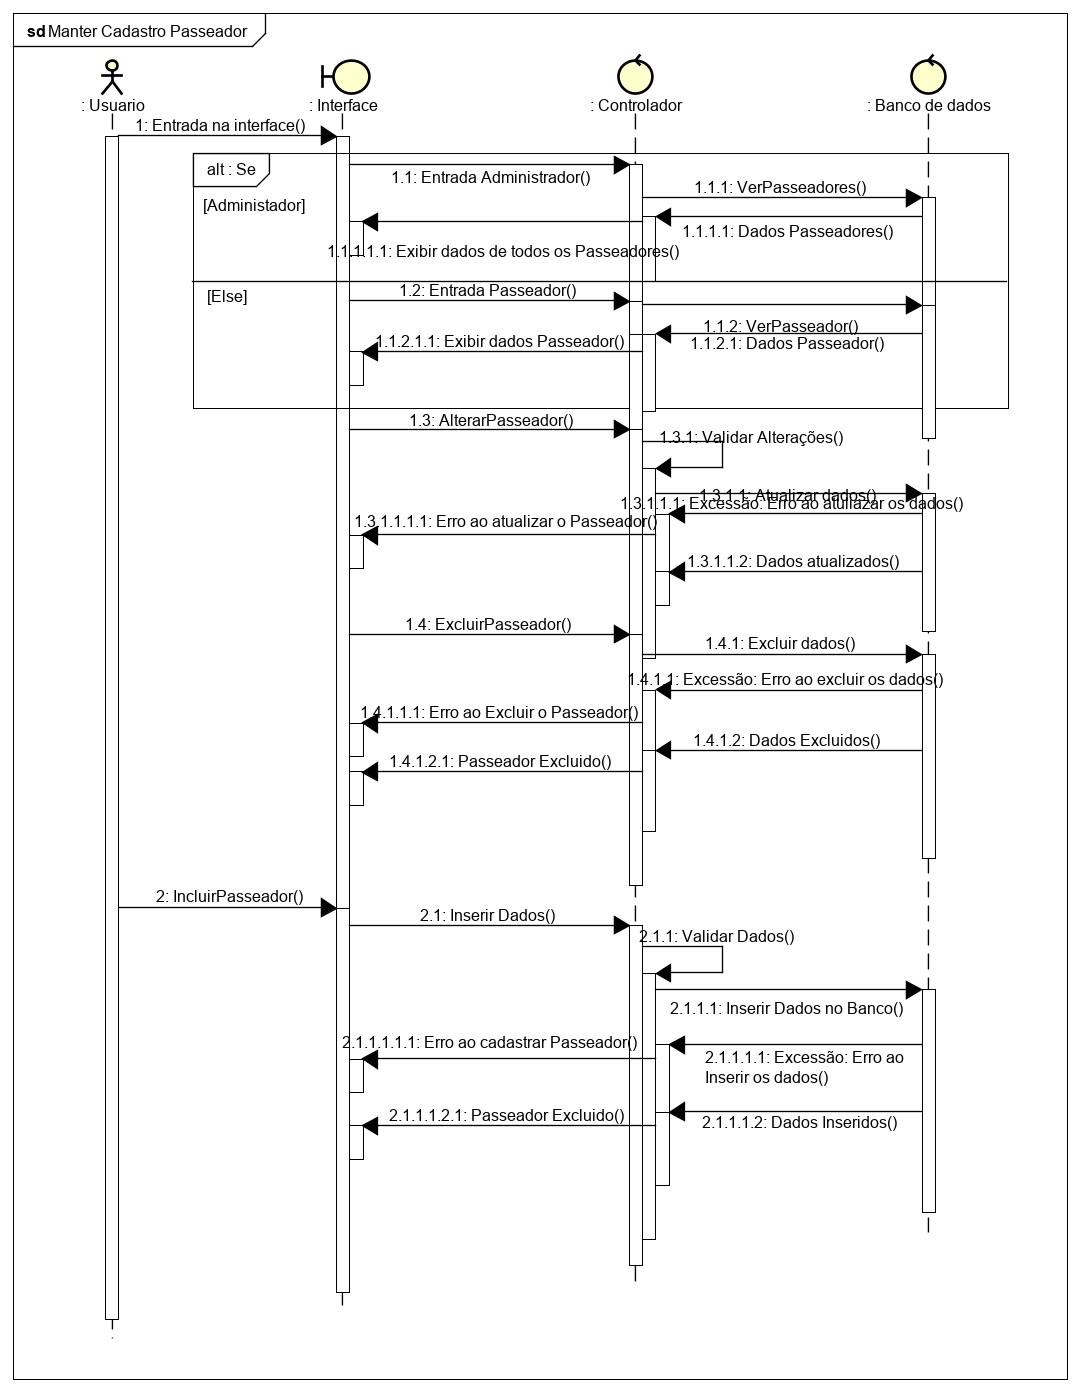 sd Manter Cadastro Passeador
: Usuario
: Interface
: Controlador
: Banco de dados
1: Entrada na interface()
alt : Se
[Administador]
1.1: Entrada Administrador()
1.1.1: VerPasseadores()
1.1.1.1: Dados Passeadores()
1.1.1.1.1: Exibir dados de todos os Passeadores()
[Else]
1.2: Entrada Passeador()
1.1.2: VerPasseador()
1.1.2.1: Dados Passeador()
1.1.2.1.1: Exibir dados Passeador()
1.3: AlterarPasseador()
1.3.1: Validar Alterações()
1.3.1.1: Atualizar dados()
1.3.1.1.1: Excessão: Erro ao atuliazar os dados()
1.3.1.1.1.1: Erro ao atualizar o Passeador()
1.3.1.1.2: Dados atualizados()
1.4: ExcluirPasseador()
1.4.1: Excluir dados()
1.4.1.1: Excessão: Erro ao excluir os dados()
1.4.1.1.1: Erro ao Excluir o Passeador()
1.4.1.2: Dados Excluidos()
1.4.1.2.1: Passeador Excluido()
2: IncluirPasseador()
2.1: Inserir Dados()
2.1.1: Validar Dados()
2.1.1.1: Inserir Dados no Banco()
2.1.1.1.1.1: Erro ao cadastrar Passeador()
2.1.1.1.1: Excessão: Erro ao
Inserir os dados()
2.1.1.1.2.1: Passeador Excluido()
2.1.1.1.2: Dados Inseridos()